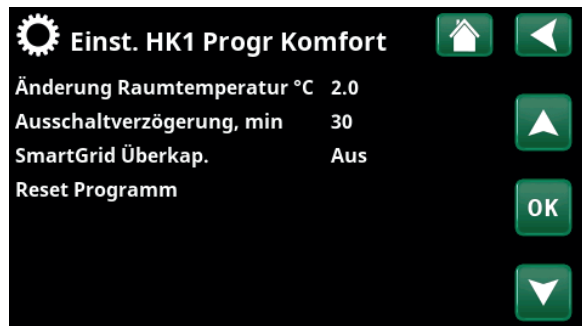 Einst. HK1 Progr Komfort
Änderung Raumtemperatur °C 2.0
Ausschaltverzögerung, min 30
SmartGrid Überkap. Aus
Reset Programm
OK